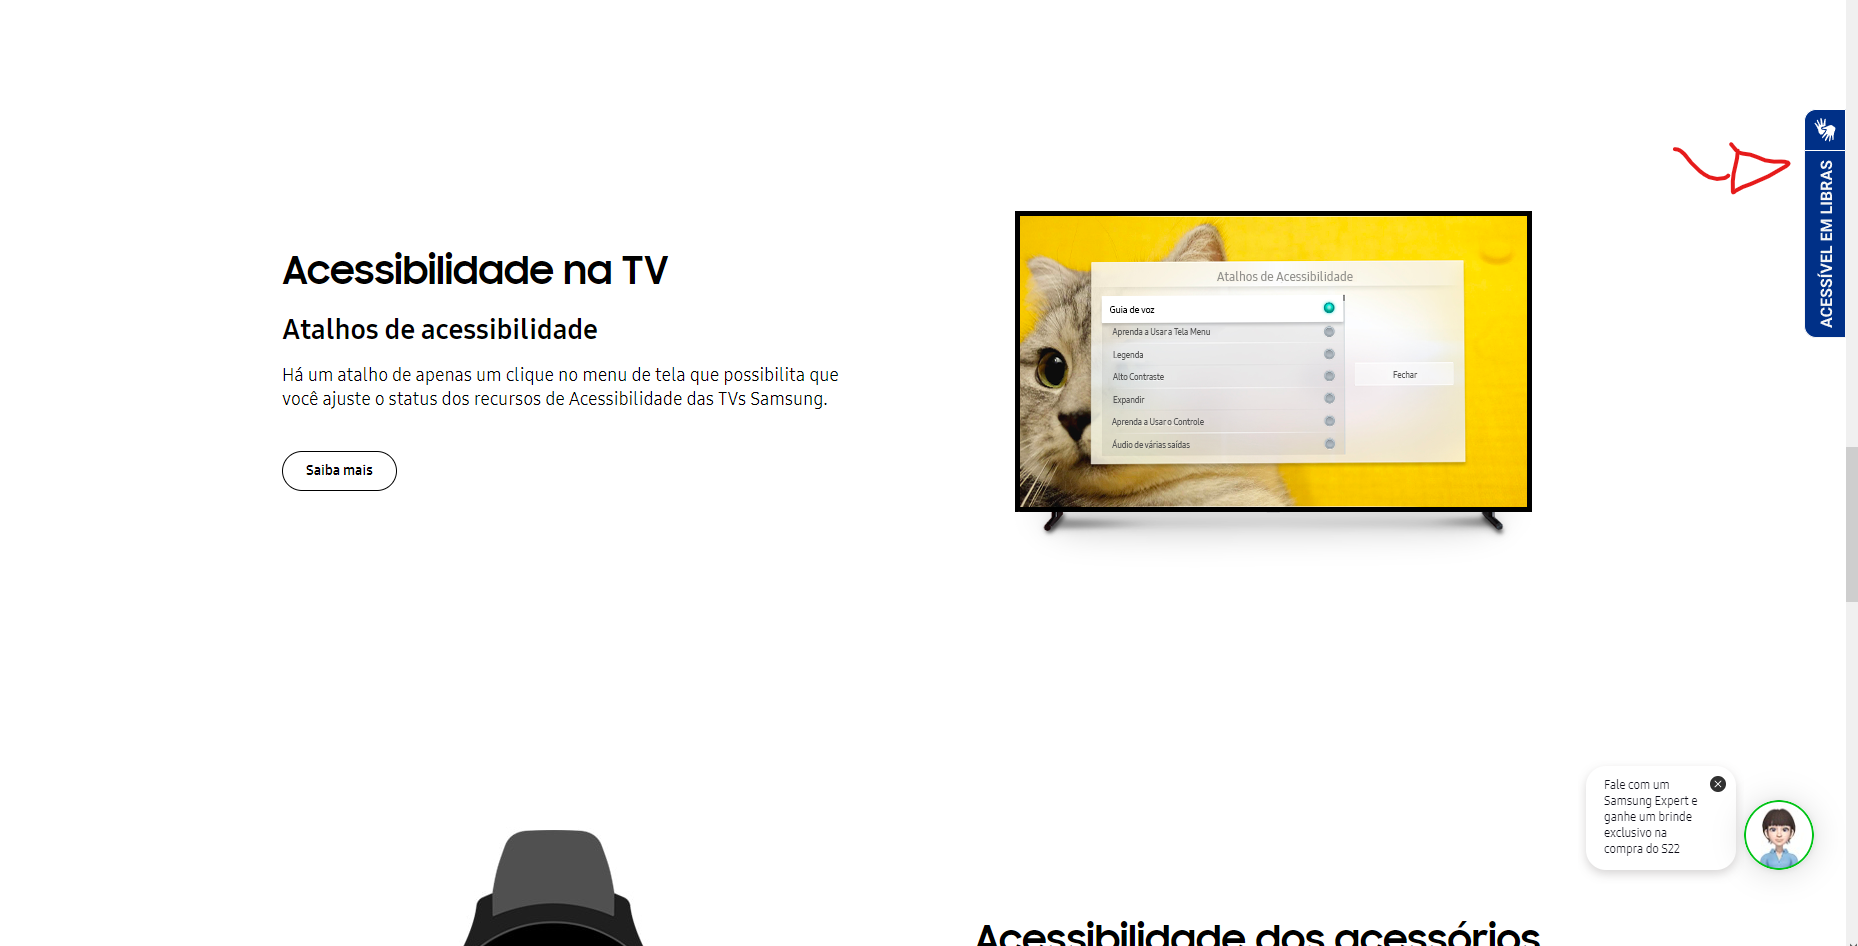 ACESSÍVEL EM LIBRAS
Acessibilidade na TV
Atalhos de acessibilidade
Há um atalho de apenas um clique no menu de tela que possibilita que
você ajuste o status dos recursos de Acessibilidade das TVs Samsung.
Saiba mais
Atalhos de Acessibilidade
Guia de voz
Aprenda a Usar a Tela Menu
Legenda
Alto Contraste
Expandir
Aprenda a Usar o Controle
Áudio de várias saídas
Fechar
Fale com um
Samsung Expert e
ganhe um brinde
exclusivo na
compra do S22
Acessibilidade dos acessórios